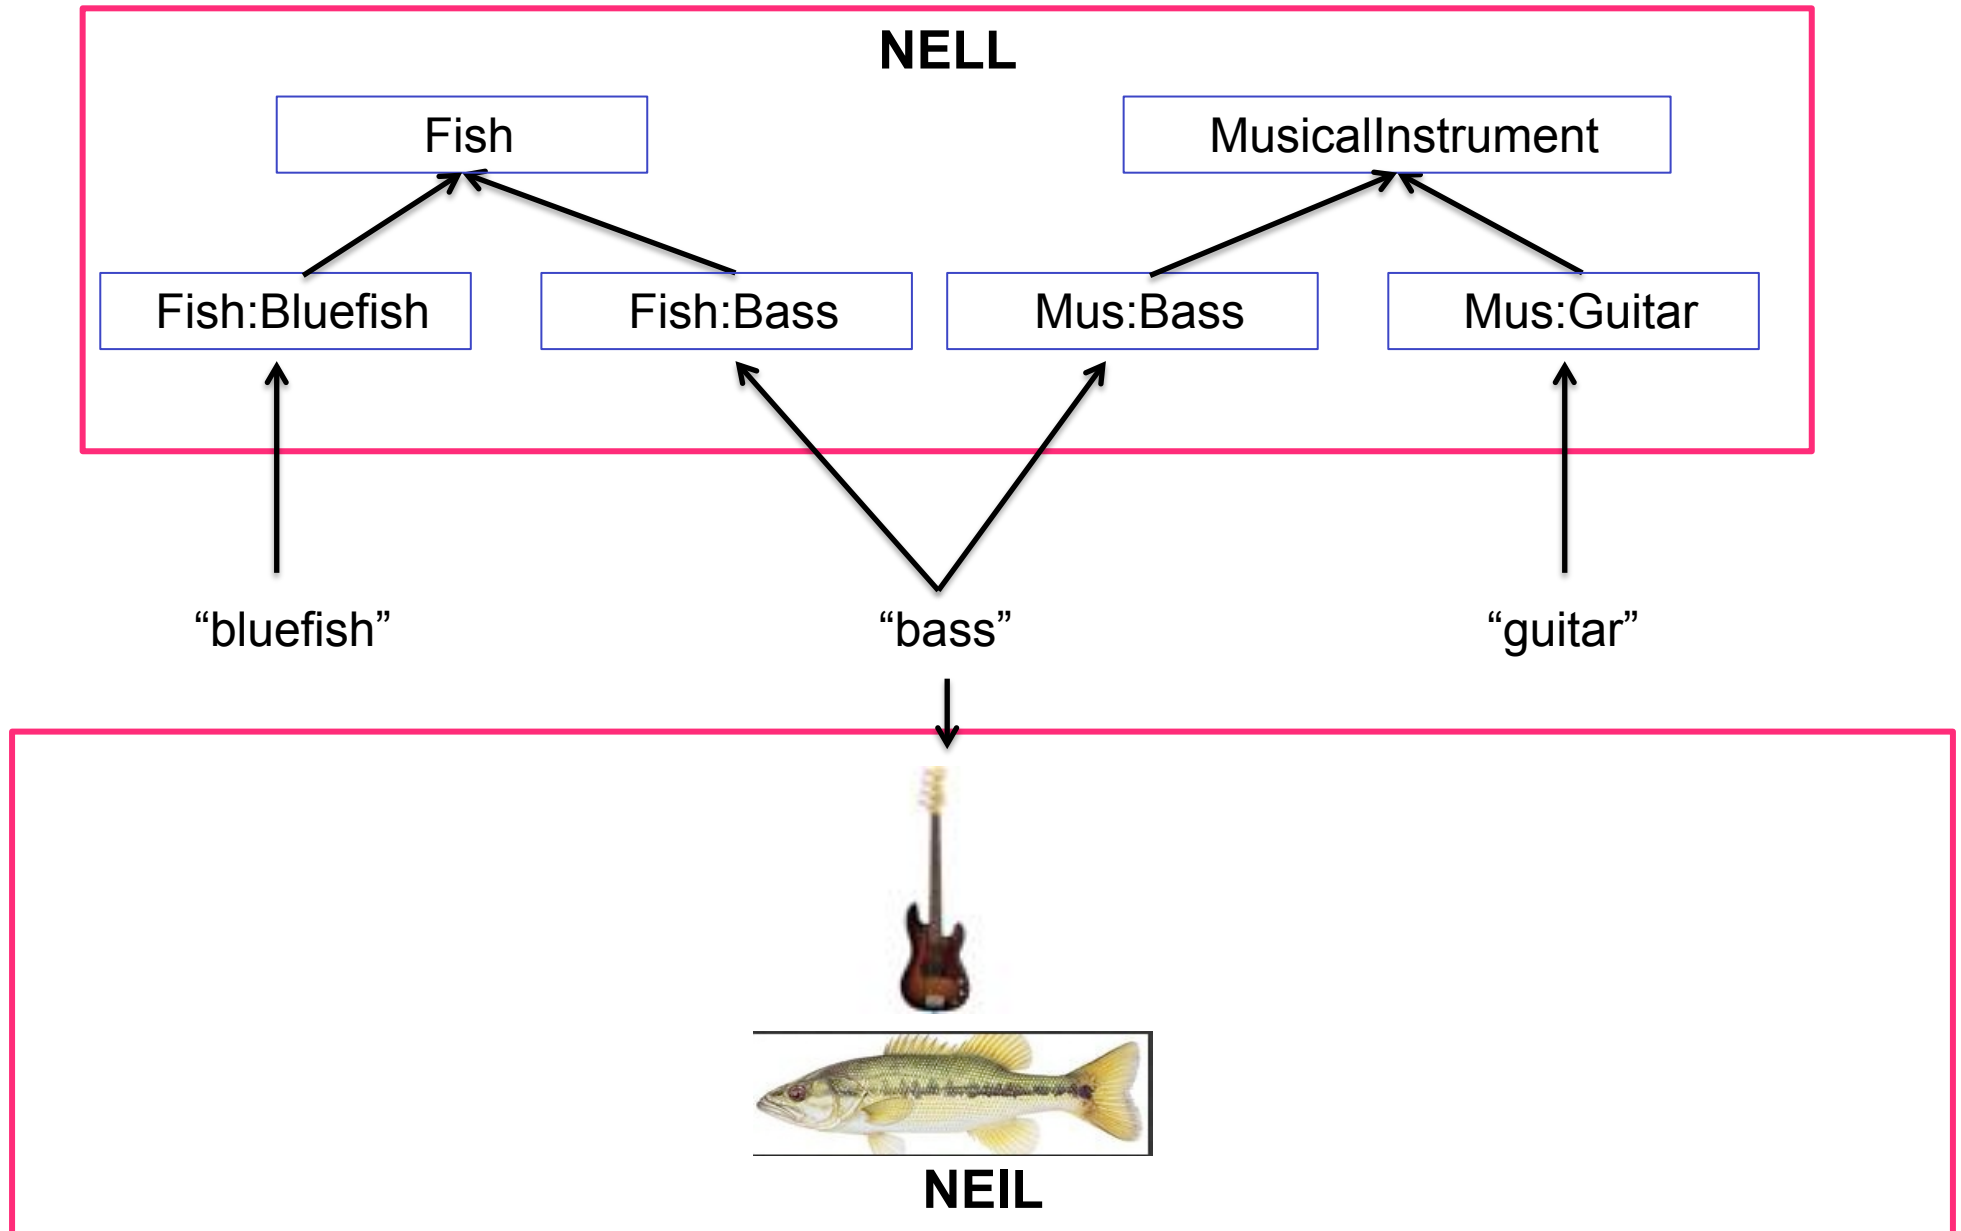 NELL
Fish
MusicalInstrument
Fish:Bluefish
Fish:Bass
Mus:Bass
Mus:Guitar
“bluefish”
“bass”
“guitar”
NEIL